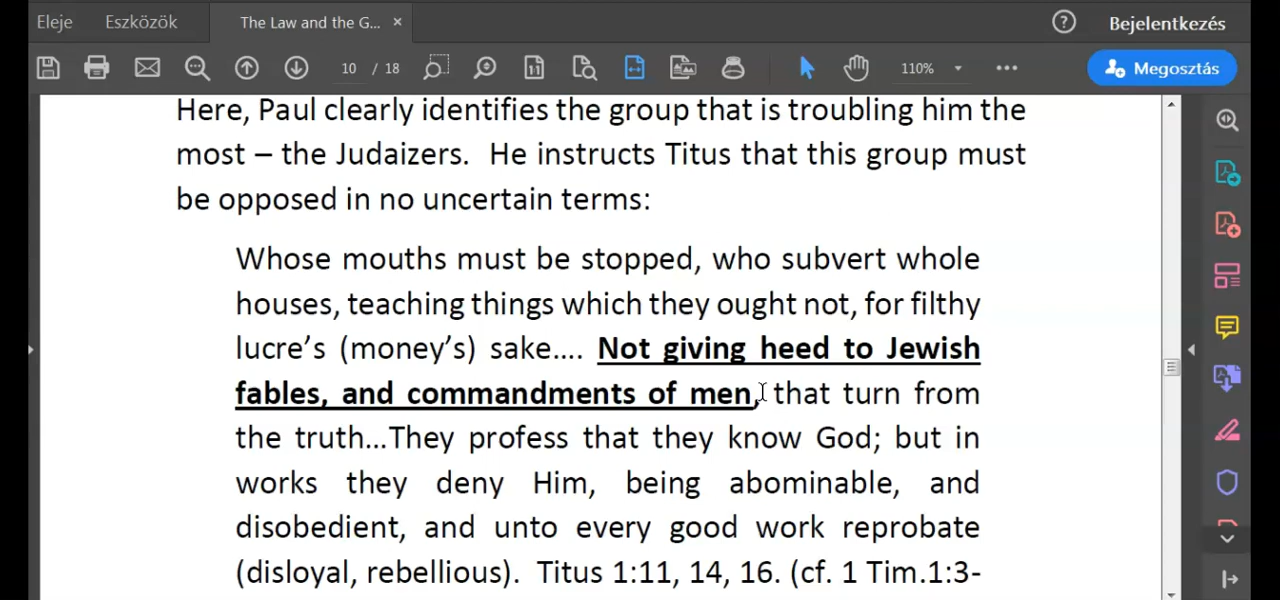 Eleje Eszközök The Law and the G... × ? Bejelentkezés
10 / 18 110% Megosztás
Here, Paul clearly identifies the group that is troubling him the
most – the Judaizers. He instructs Titus that this group must
be opposed in no uncertain terms:
Whose mouths must be stopped, who subvert whole
houses, teaching things which they ought not, for filthy
lucre’s (money’s) sake…. Not giving heed to Jewish
fables, and commandments of men, that turn from
the truth…They profess that they know God; but in
works they deny Him, being abominable, and
disobedient, and unto every good work reprobate
(disloyal, rebellious). Titus 1:11, 14, 16. (cf. 1 Tim.1:3-